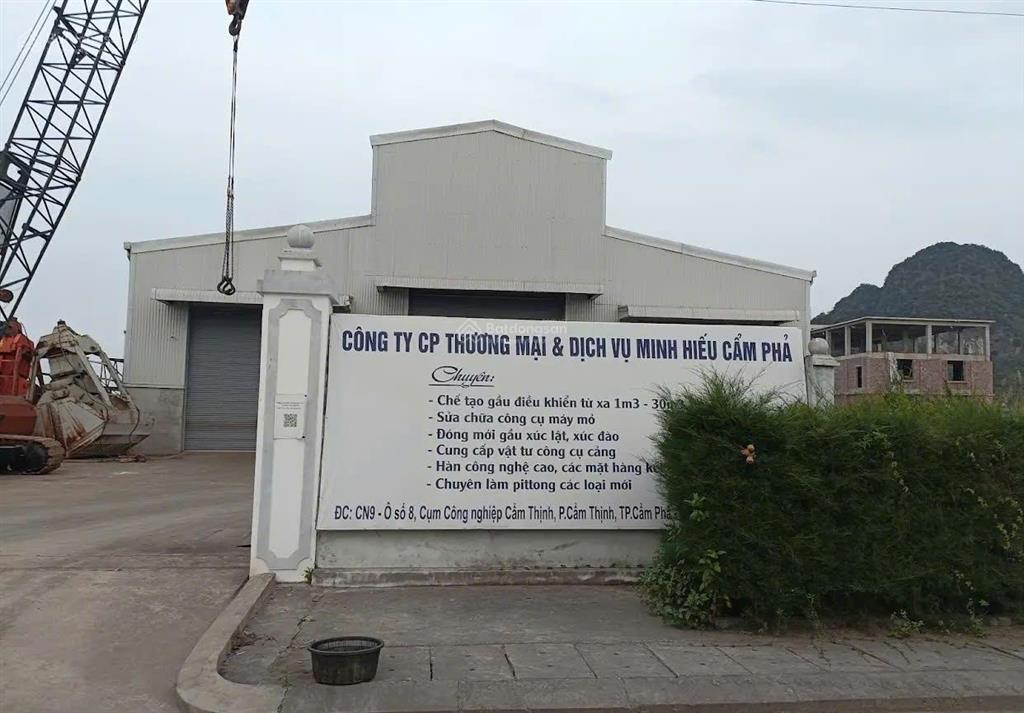 Batdongsan
CÔNG TY CP THƯƠNG MẠI & DỊCH VỤ MINH HIẾU CẨM PHẢ
Chuyên:
- Chế tạo gầu điều khiển từ xa 1m3 - 30m3
- Sửa chữa công cụ máy mỏ
- Đóng mới gầu xúc lật, xúc đào
- Cung cấp vật tư công cụ cảng
- Hàn công nghệ cao, các mặt hàng
- Chuyên làm pittong các loại mới
ĐC: CN9 - Ô số 8, Cụm Công nghiệp Cẩm Thịnh, P.Cẩm Thịnh, TP.Cẩm Phả